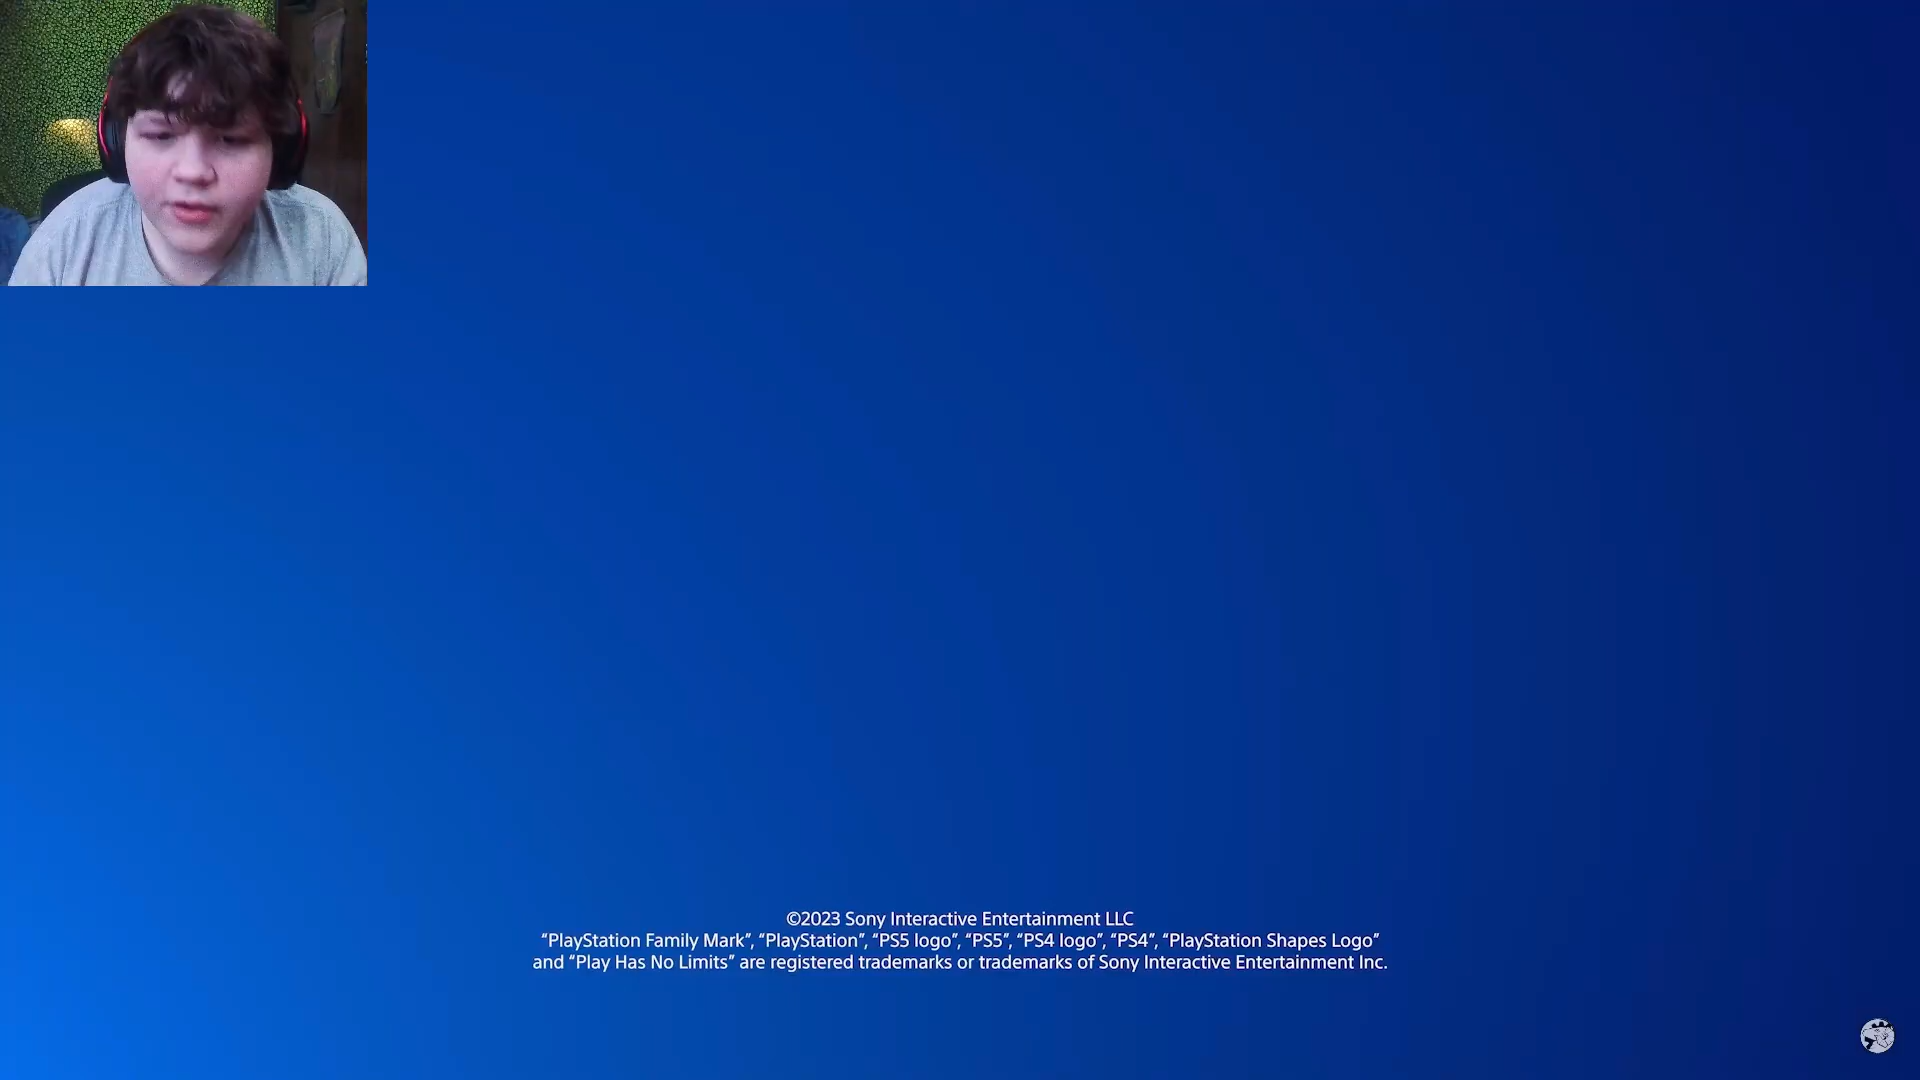 ©2023 Sony Interactive Entertainment LLC
“PlayStation Family Mark”, “PlayStation”, “PS5 logo”, “PS5”, “PS4 logo”, “PS4”, “PlayStation Shapes Logo”
and “Play Has No Limits” are registered trademarks or trademarks of Sony Interactive Entertainment Inc.